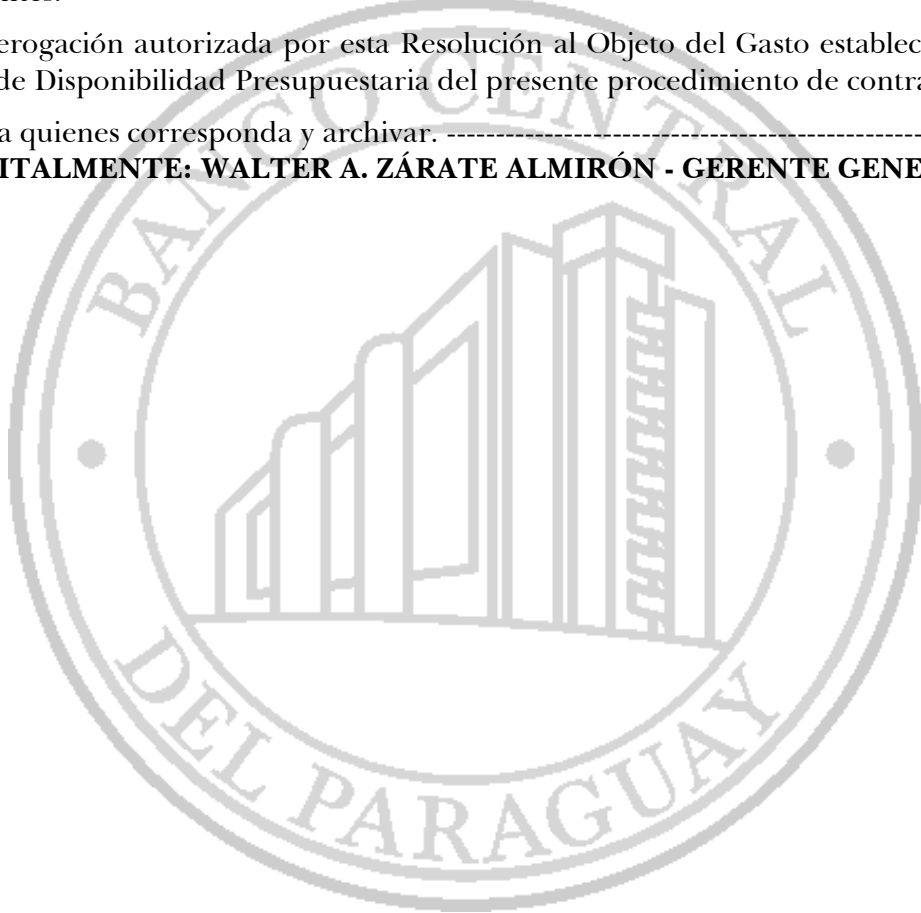 erogación autorizada por esta Resolución al Objeto del Gasto establec
de Disponibilidad Presupuestaria del presente procedimiento de contra
a quienes corresponda y archivar. -----------------------------------------------
ITALMENTE: WALTER A. ZÁRATE ALMIRÓN - GERENTE GENE
BANCO CENTRAL
DEL PARAGUAY